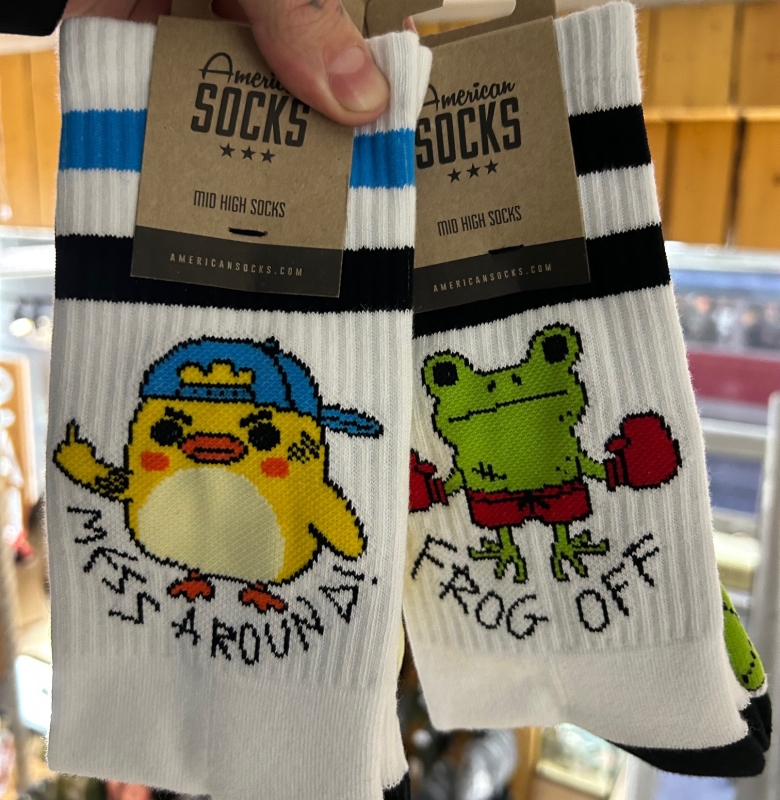 American
SOCKS
MID HIGH SOCKS
AMERICANSOCKS.COM
MESS AROUND!
American
SOCKS
MID HIGH SOCKS
AMERICANSOCKS.COM
FROG OFF